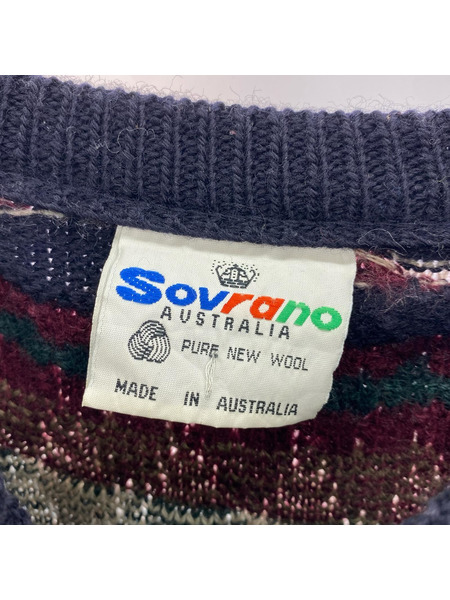 Sovrano
AUSTRALIA
PURE NEW WOOL
MADE IN AUSTRALIA